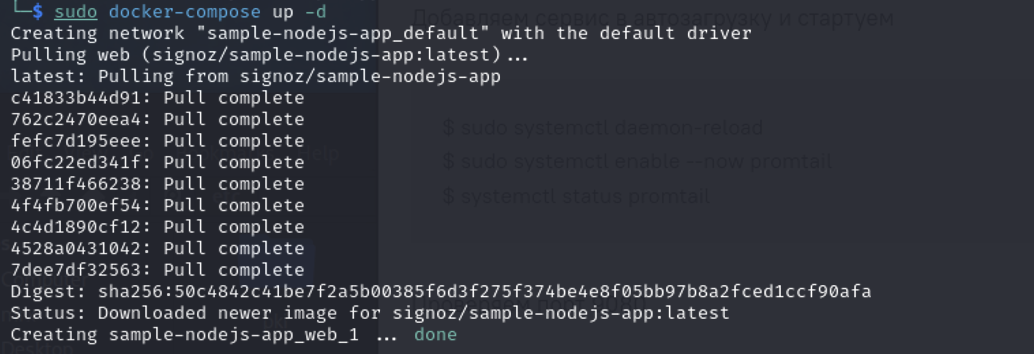 └─$ sudo docker-compose up -d
Creating network "sample-nodejs-app_default" with the default driver
Pulling web (signoz/sample-nodejs-app:latest)...
latest: Pulling from signoz/sample-nodejs-app
c41833b44d91: Pull complete
762c2470eea4: Pull complete
fefc7d195eee: Pull complete
06fc22ed341f: Pull complete
38711f466238: Pull complete
4f4fb700ef54: Pull complete
4c4d1890cf12: Pull complete
4528a0431042: Pull complete
7dee7df32563: Pull complete
Digest: sha256:50c4842c41be7f2a5b00385f6d3f275f374be4e8f05bb97b8a2fced1ccf90afa
Status: Downloaded newer image for signoz/sample-nodejs-app:latest
Creating sample-nodejs-app_web_1 ... done
Добавляем сервис в автозагрузку и стартуем
$ sudo systemctl daemon-reload
$ sudo systemctl enable --now promtail
$ systemctl status promtail